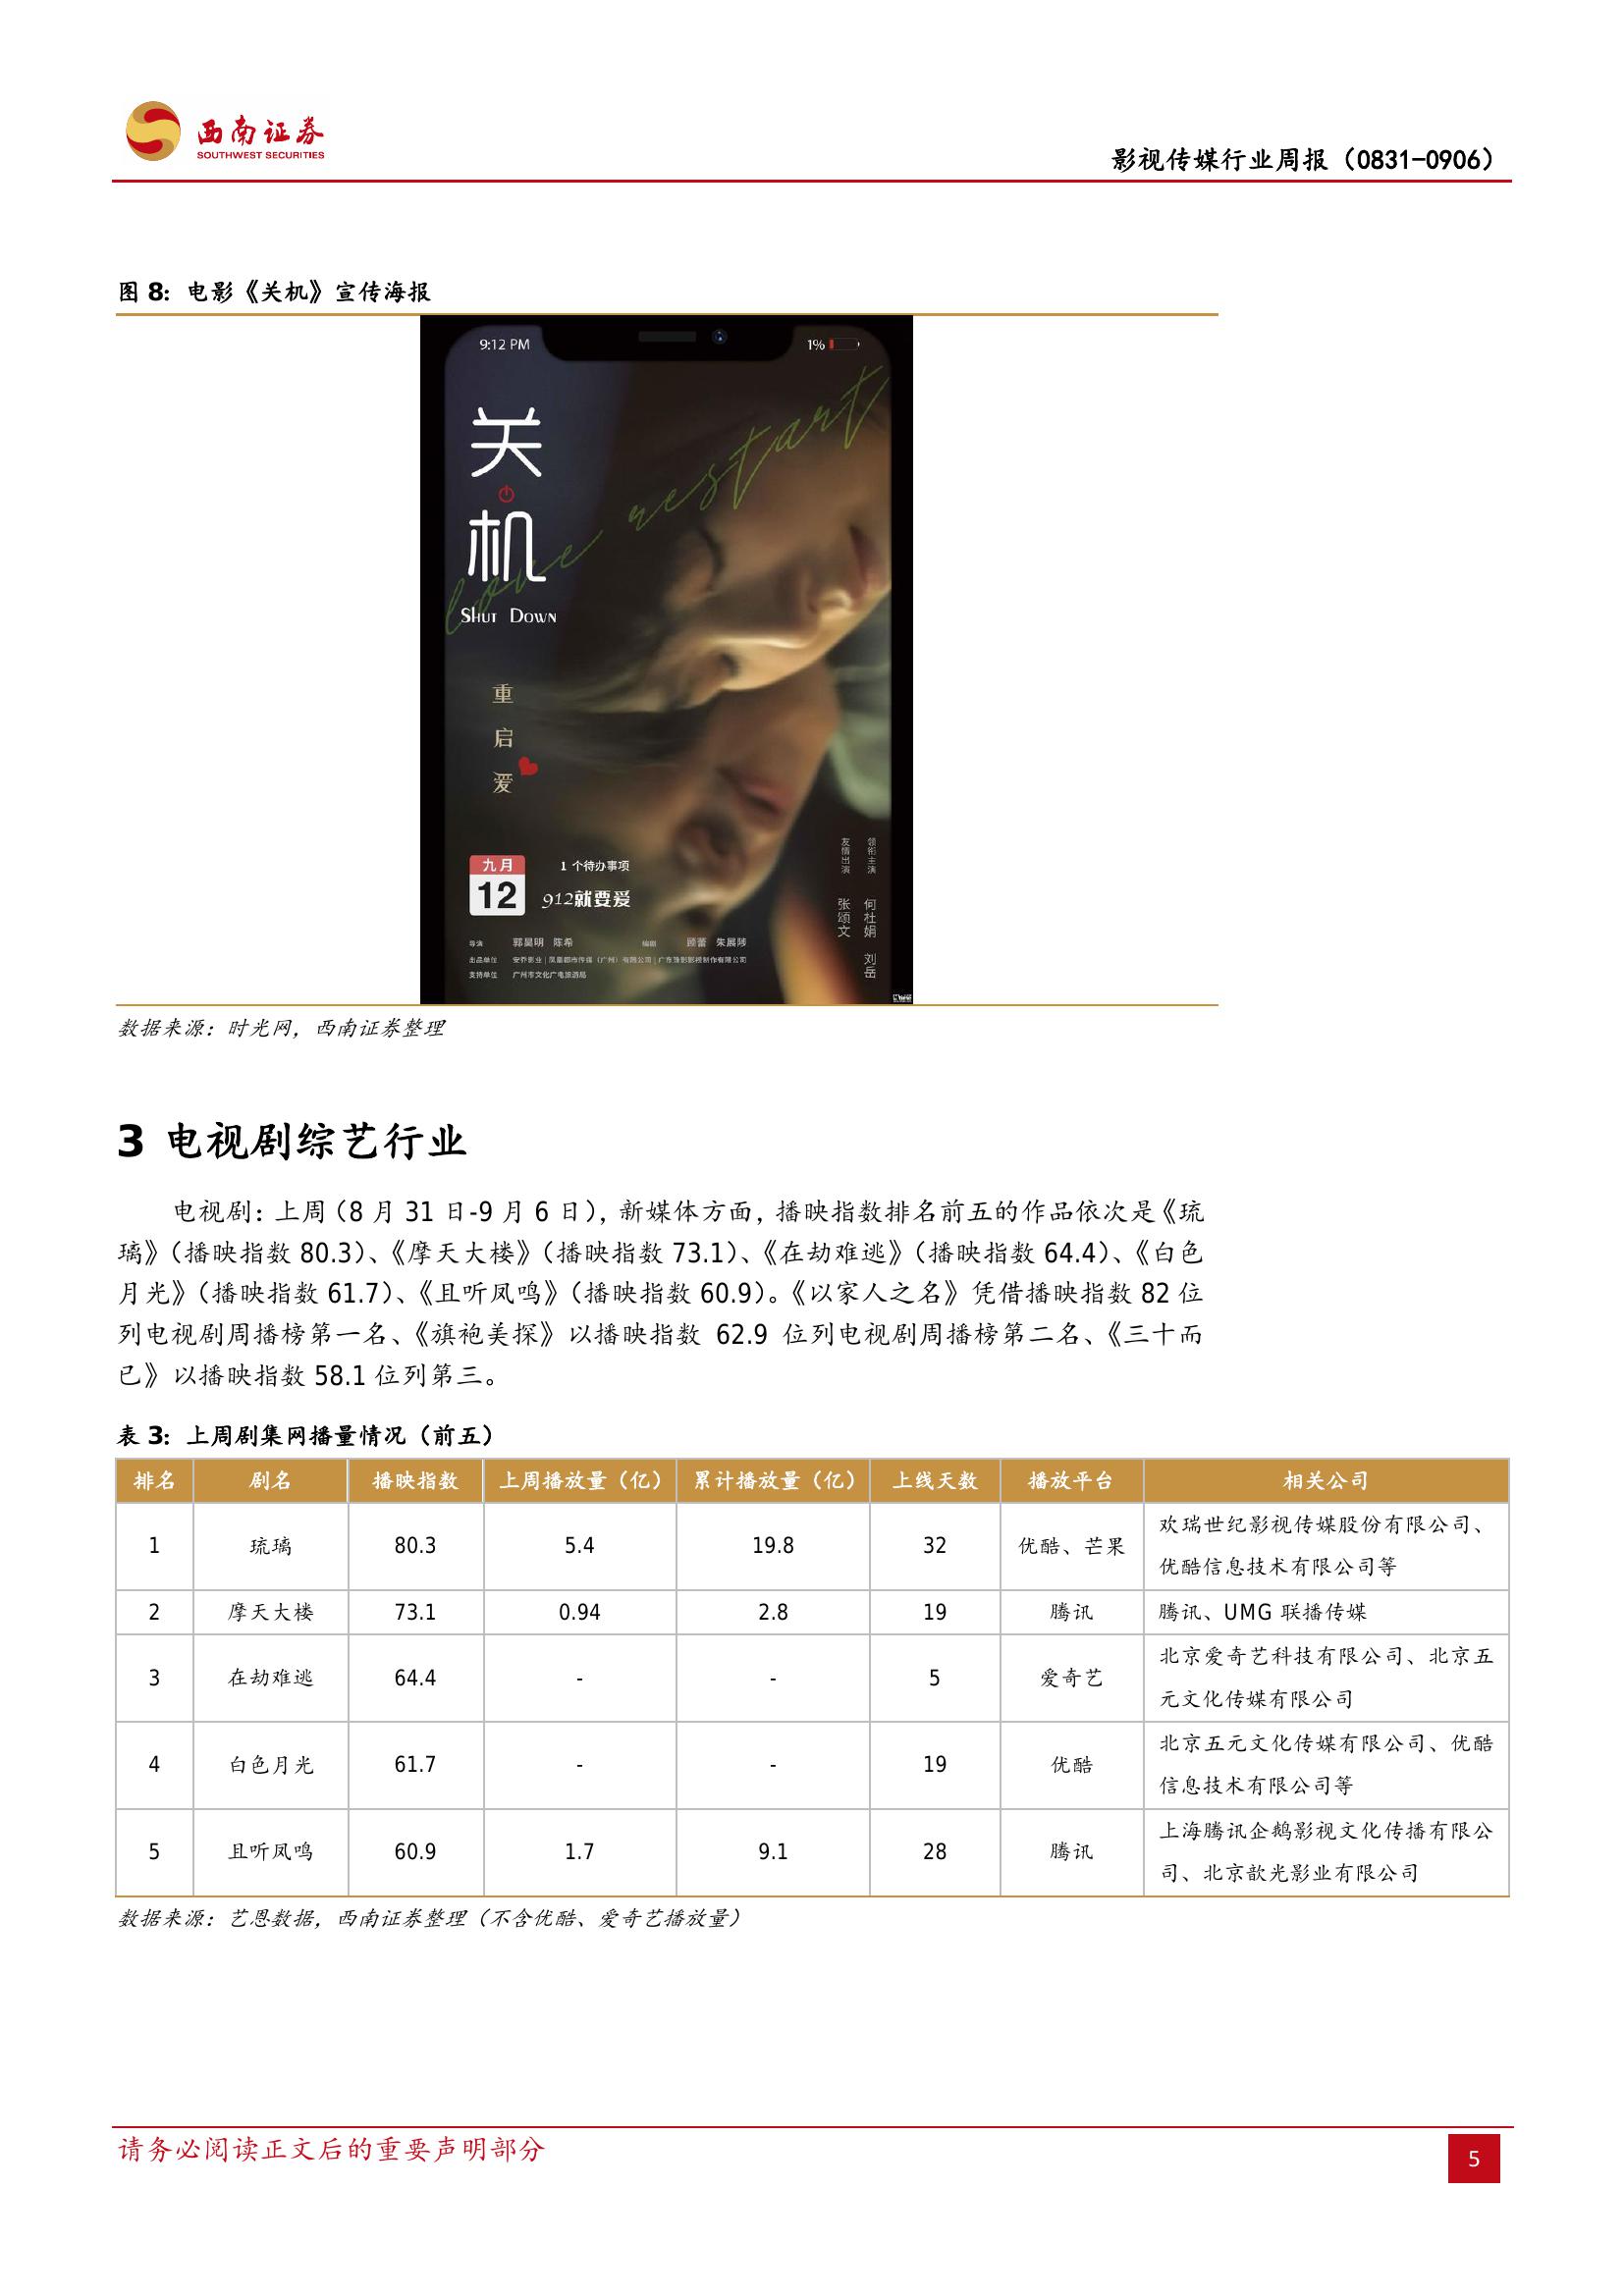 西南证券
SOUTHWEST SECURITIES
影视传媒行业周报（0831-0906）
图 8：电影《关机》宣传海报
9:12 PM
1%
关
机
love restart
Shut Down
重
启
爱
九月
12
1 个待办事项
912就要爱
友情出演 张颂文
领衔主演 何杜娟 刘岳
导演 郭昊明 陈希
编剧 顾蕾
出品单位
支持单位 广州市文化广电旅游局
数据来源：时光网，西南证券整理
3 电视剧综艺行业
电视剧：上周（8 月 31 日-9 月 6 日），新媒体方面，播映指数排名前五的作品依次是《琉
璃》（播映指数 80.3）、《摩天大楼》（播映指数 73.1）、《在劫难逃》（播映指数 64.4）、《白色
月光》（播映指数 61.7）、《且听凤鸣》（播映指数 60.9）。《以家人之名》凭借播映指数 82 位
列电视剧周播榜第一名、《旗袍美探》以播映指数 62.9 位列电视剧周播榜第二名、《三十而
已》以播映指数 58.1 位列第三。
表 3：上周剧集网播量情况（前五）
排名 剧名 播映指数 上周播放量（亿） 累计播放量（亿） 上线天数 播放平台 相关公司
1 琉璃 80.3 5.4 19.8 32 优酷、芒果 欢瑞世纪影视传媒股份有限公司、
优酷信息技术有限公司等
2 摩天大楼 73.1 0.94 2.8 19 腾讯 腾讯、UMG 联播传媒
3 在劫难逃 64.4 - - 5 爱奇艺 北京爱奇艺科技有限公司、北京五
元文化传媒有限公司
4 白色月光 61.7 - - 19 优酷 北京五元文化传媒有限公司、优酷
信息技术有限公司等
5 且听凤鸣 60.9 1.7 9.1 28 腾讯 上海腾讯企鹅影视文化传播有限公
司、北京歆光影业有限公司
数据来源：艺恩数据，西南证券整理（不含优酷、爱奇艺播放量）
请务必阅读正文后的重要声明部分
5